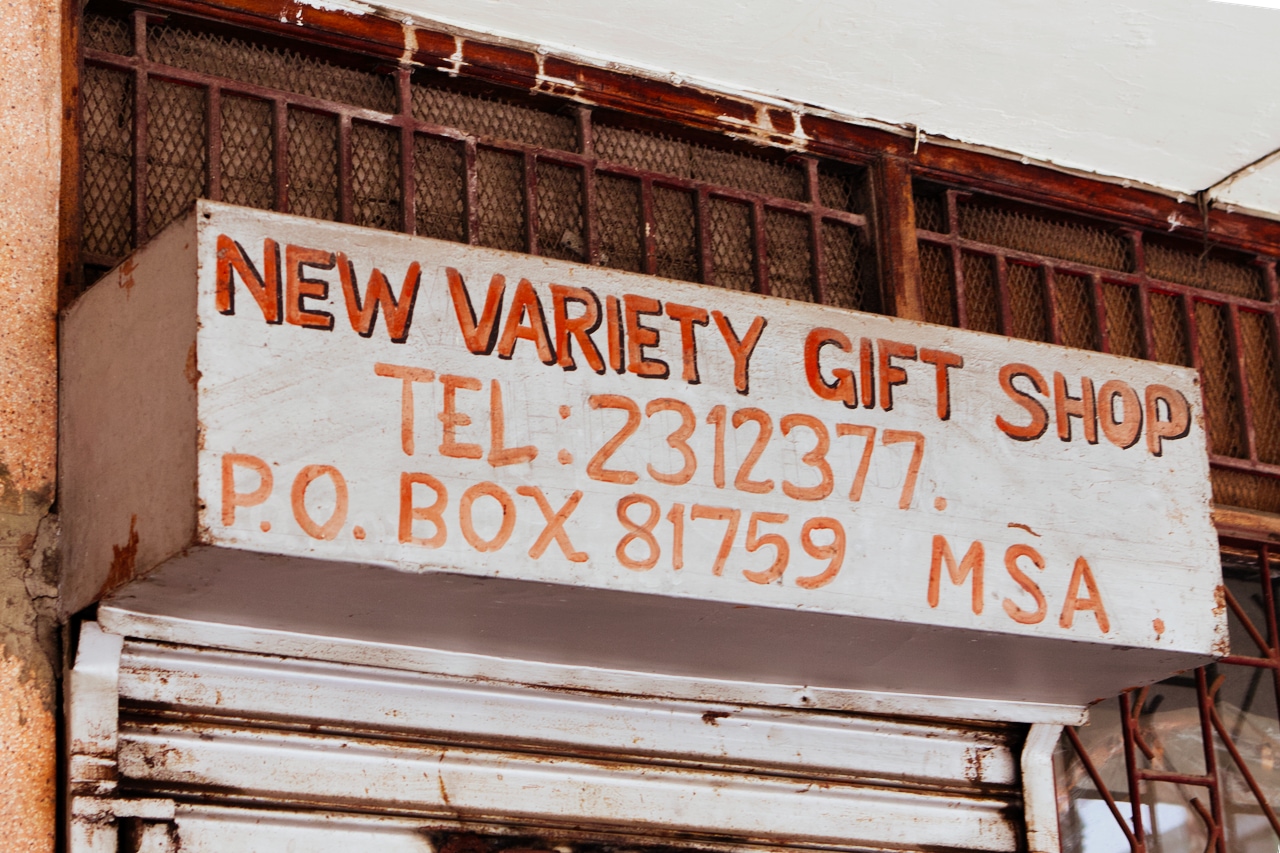 NEW VARIETY GIFT SHOP
TEL: 2312377.
P.O. BOX 81759 MSA.